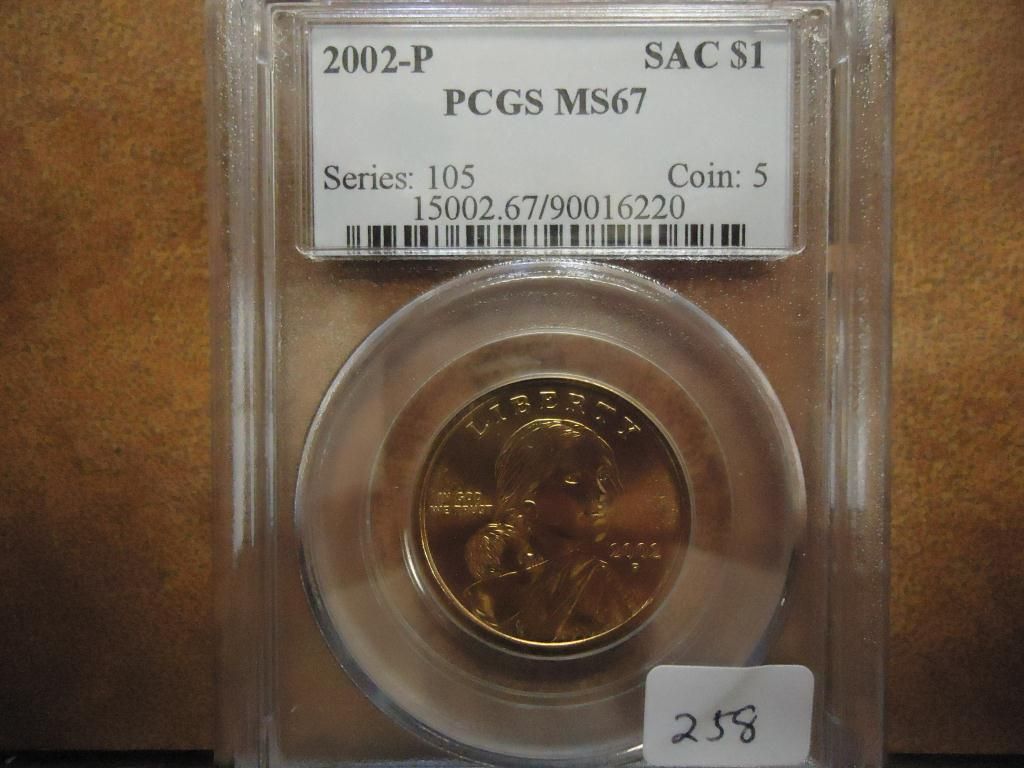 2002-P SAC $1
PCGS MS67
Series: 105 Coin: 5
15002.67/90016220
LIBERTY
IN GOD
WE TRUST
2002
P
258